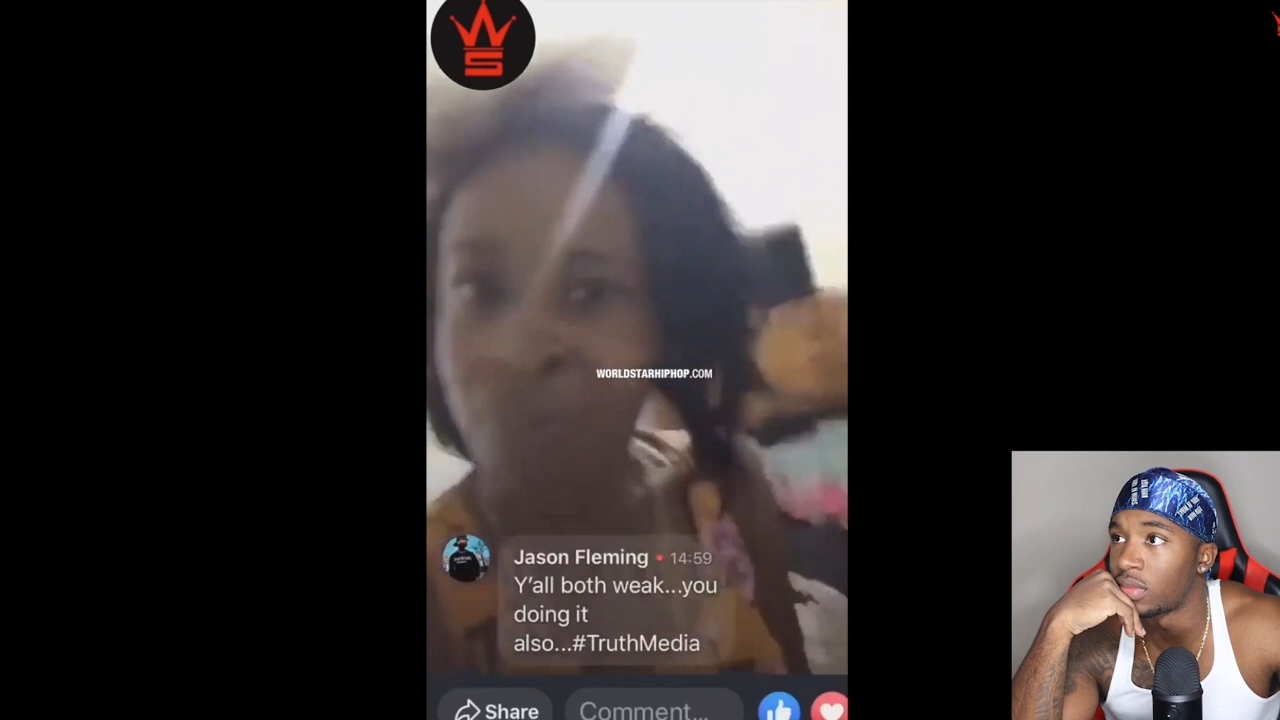 WORLDSTARHIPHOP.COM
Jason Fleming • 14:59
Y'all both weak...you
doing it
also...#TruthMedia
Share
Comment...